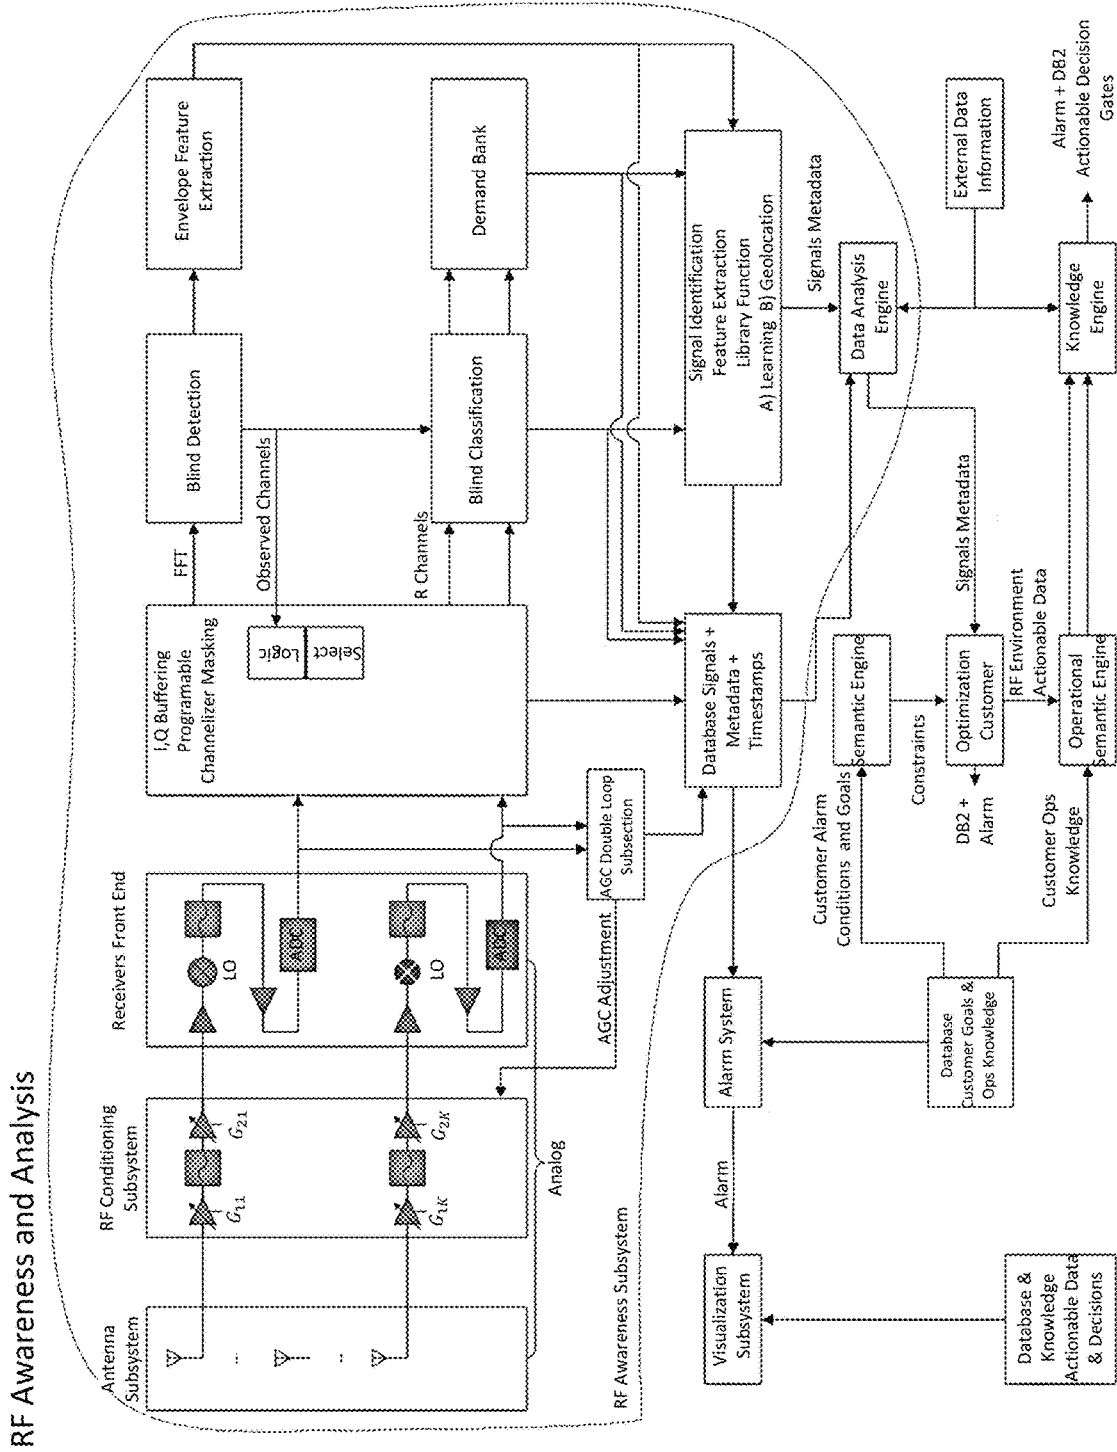 RF Awareness and Analysis
Antenna
Subsystem
RF Conditioning
Subsystem
G11
G21
G1K
G2K
Receivers Front End
LO
ADC
LO
ADC
Analog
I,Q Buffering
Programable
Channelizer Masking
Select
Logic
FFT
Observed Channels
R Channels
Blind Detection
Envelope Feature
Extraction
Blind Classification
Demand Bank
AGC Adjustment
AGC Double Loop
Subsection
RF Awareness Subsystem
Database Signals +
Metadata +
Timestamps
Signal Identification
Feature Extraction
Library Function
A) Learning B) Geolocation
Signals Metadata
Visualization
Subsystem
Alarm
Alarm System
Customer Alarm
Conditions and Goals
Semantic Engine
Data Analysis
Engine
Constraints
Signals Metadata
Database
Customer Goals &
Ops Knowledge
DB2 +
Alarm
Optimization
Customer
External Data
Information
RF Environment
Actionable Data
Database &
Knowledge
Actionable Data
& Decisions
Customer Ops
Knowledge
Operational
Semantic Engine
Knowledge
Engine
Alarm + DB2
Actionable Decision
Gates